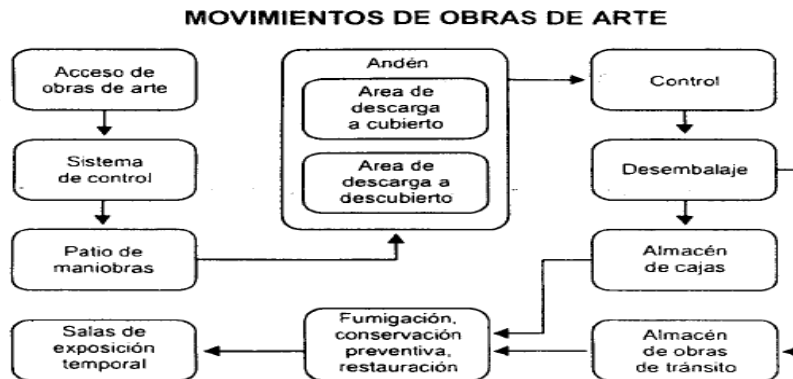 MOVIMIENTOS DE OBRAS DE ARTE
Acceso de
obras de arte
Sistema
de control
Patio de
maniobras
Andén
Area de
descarga
a cubierto
Area de
descarga a
descubierto
Control
Desembalaje
Almacén
de cajas
Almacén
de obras
de tránsito
Fumigación,
conservación
preventiva,
restauración
Salas de
exposición
temporal